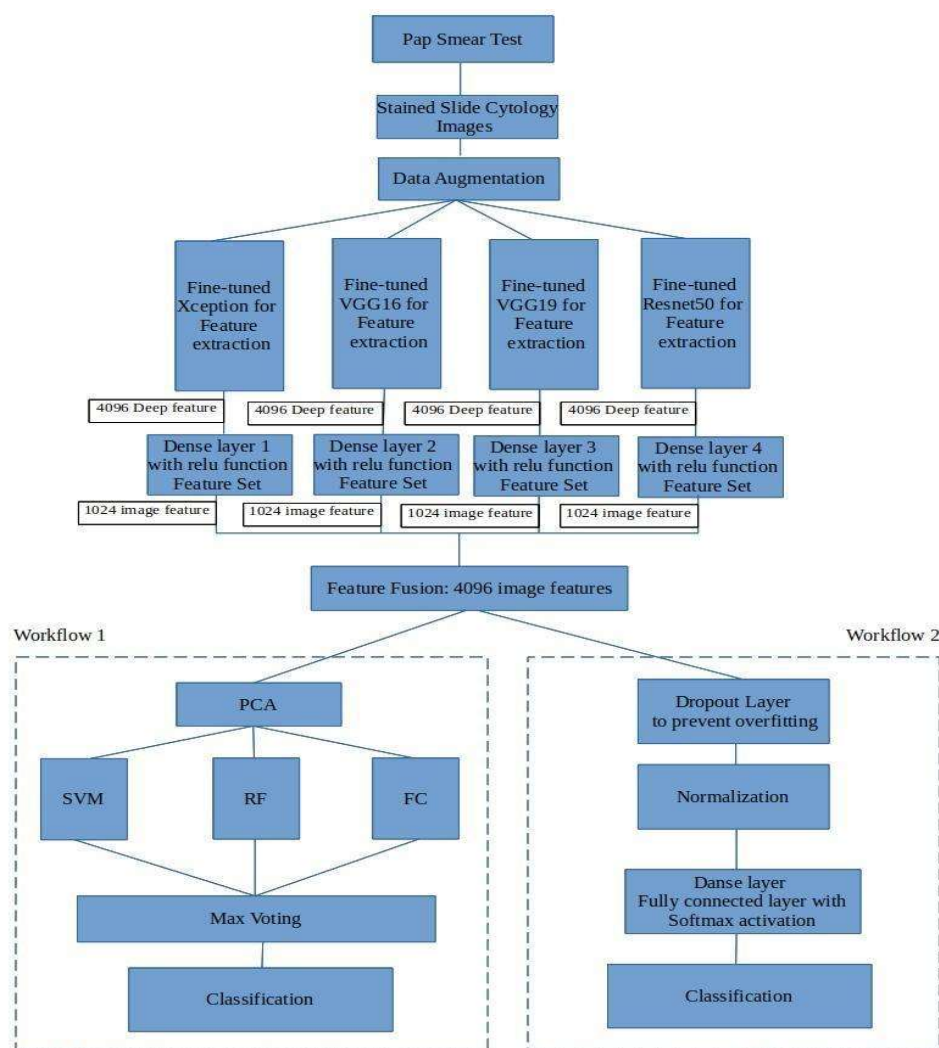 Pap Smear Test
Stained Slide Cytology
Images
Data Augmentation
Fine-tuned
Xception for
Feature
extraction
Fine-tuned
VGG16 for
Feature
extraction
Fine-tuned
VGG19 for
Feature
extraction
Fine-tuned
Resnet50 for
Feature
extraction
4096 Deep feature
4096 Deep feature
4096 Deep feature
4096 Deep feature
Dense layer 1
with relu function
Feature Set
Dense layer 2
with relu function
Feature Set
Dense layer 3
with relu function
Feature Set
Dense layer 4
with relu function
Feature Set
1024 image feature
1024 image feature
1024 image feature
1024 image feature
Feature Fusion: 4096 image features
Workflow 1
PCA
SVM
RF
FC
Max Voting
Classification
Workflow 2
Dropout Layer
to prevent overfitting
Normalization
Danse layer
Fully connected layer with
Softmax activation
Classification